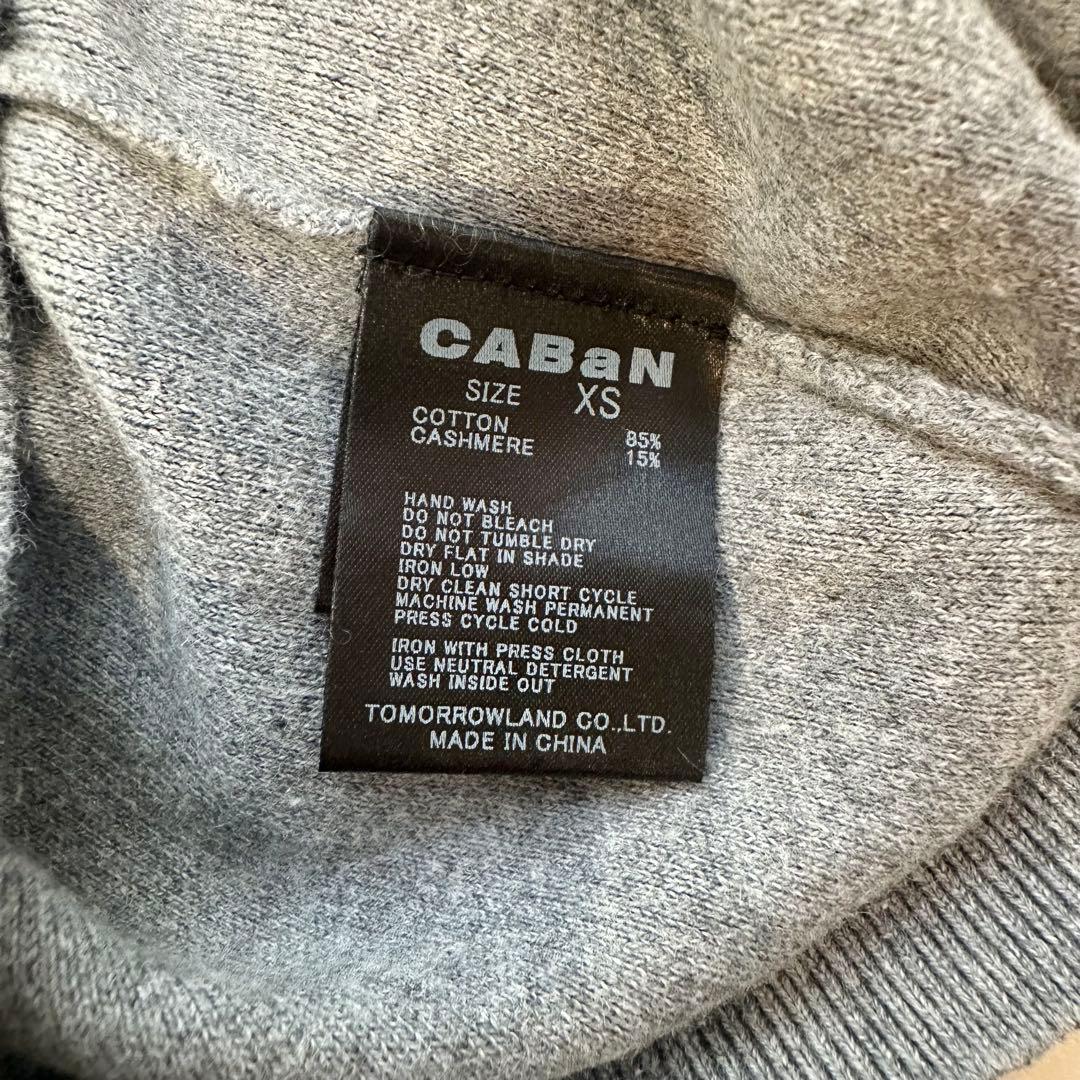 CABaN
SIZE XS
COTTON 85%
CASHMERE 15%
HAND WASH
DO NOT BLEACH
DO NOT TUMBLE DRY
DRY FLAT IN SHADE
IRON LOW
DRY CLEAN SHORT CYCLE
MACHINE WASH PERMANENT
PRESS CYCLE COLD
IRON WITH PRESS CLOTH
USE NEUTRAL DETERGENT
WASH INSIDE OUT
TOMORROWLAND CO.,LTD.
MADE IN CHINA